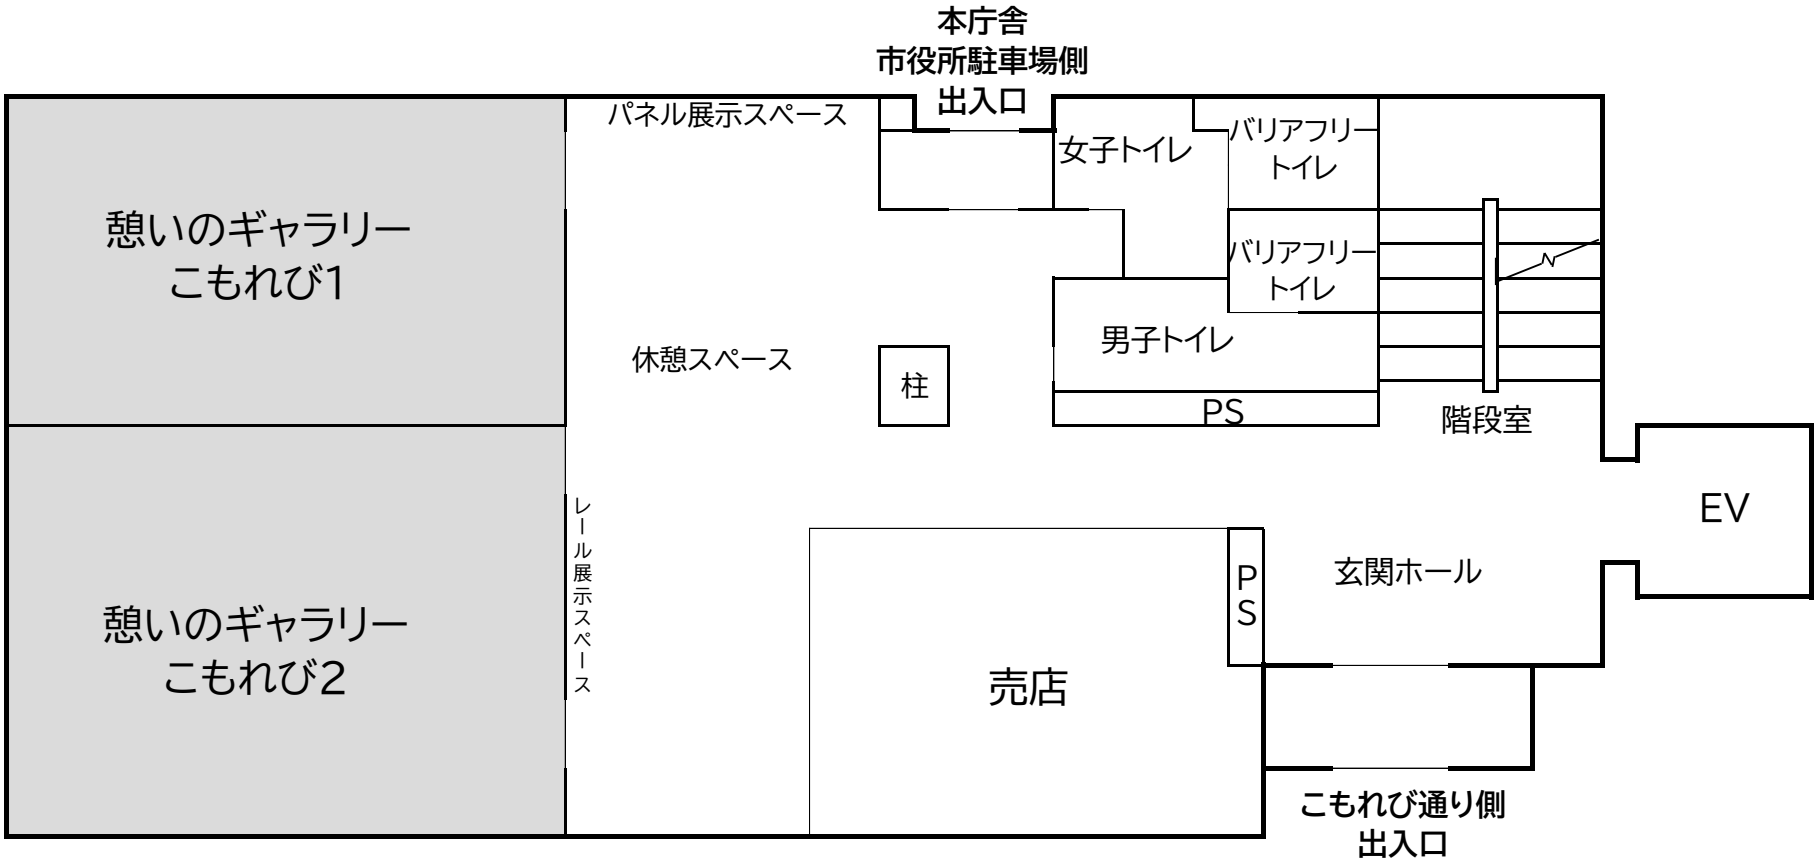 本庁舎
市役所駐車場側
出入口
パネル展示スペース
女子トイレ
バリアフリー
トイレ
憩いのギャラリー
こもれび1
バリアフリー
トイレ
男子トイレ
休憩スペース
柱
PS
階段室
EV
レール展示スペース
PS
玄関ホール
憩いのギャラリー
こもれび2
売店
こもれび通り側
出入口